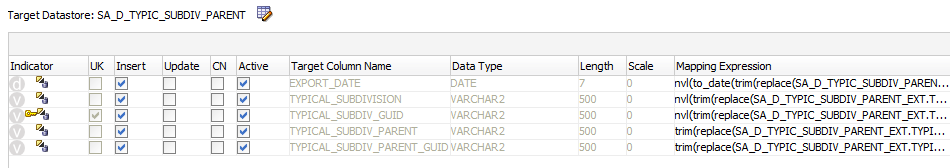 Target Datastore: SA_D_TYPIC_SUBDIV_PARENT
Indicator UK Insert Update CN Active Target Column Name Data Type Length Scale Mapping Expression
d EXPORT_DATE DATE 7 0 nvl(to_date(trim(replace(SA_D_TYPIC_SUBDIV_PAREN...
V TYPICAL_SUBDIVISION VARCHAR2 500 0 nvl(trim(replace(SA_D_TYPIC_SUBDIV_PARENT_EXT.T...
V TYPICAL_SUBDIV_GUID VARCHAR2 500 0 nvl(trim(replace(SA_D_TYPIC_SUBDIV_PARENT_EXT.T...
V TYPICAL_SUBDIV_PARENT VARCHAR2 500 0 trim(replace(SA_D_TYPIC_SUBDIV_PARENT_EXT.TYPI...
V TYPICAL_SUBDIV_PARENT_GUID VARCHAR2 500 0 trim(replace(SA_D_TYPIC_SUBDIV_PARENT_EXT.TYPI...